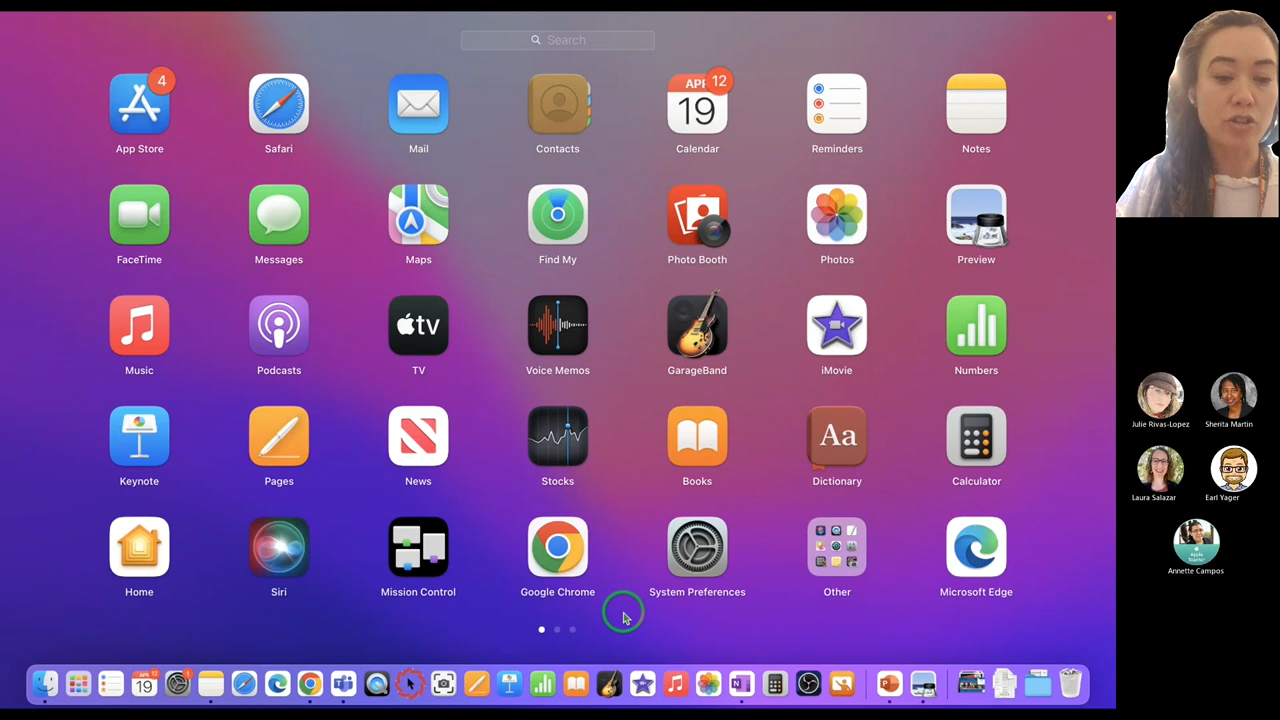 Search
4
APR 12
19
App Store Safari Mail Contacts Calendar Reminders Notes
FaceTime Messages Maps Find My Photo Booth Photos Preview
tv
Music Podcasts TV Voice Memos GarageBand iMovie Numbers
Aa
Keynote Pages News Stocks Books Dictionary Calculator
Home Siri Mission Control Google Chrome System Preferences Other Microsoft Edge
Julie Rivas-Lopez Sherita Martin
Laura Salazar Earl Yager
Apple
Teacher
Annette Campos
19